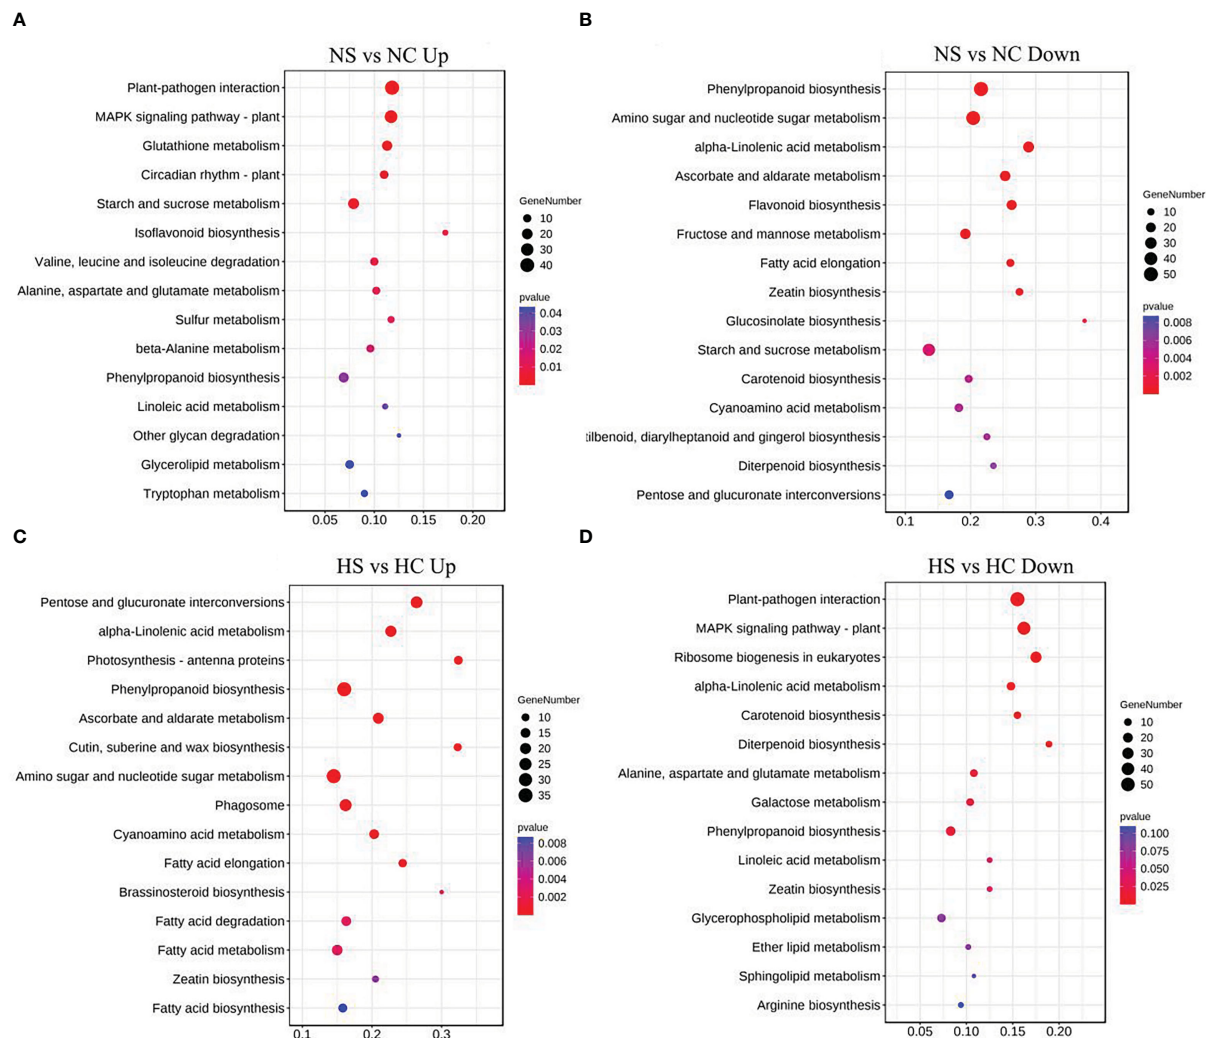 A
NS vs NC Up
Plant-pathogen interaction
MAPK signaling pathway - plant
Glutathione metabolism
Circadian rhythm - plant
Starch and sucrose metabolism
Isoflavonoid biosynthesis
Valine, leucine and isoleucine degradation
Alanine, aspartate and glutamate metabolism
Sulfur metabolism
beta-Alanine metabolism
Phenylpropanoid biosynthesis
Linoleic acid metabolism
Other glycan degradation
Glycerolipid metabolism
Tryptophan metabolism
0.05 0.10 0.15 0.20
GeneNumber
10
20
30
40
pvalue
0.04
0.03
0.02
0.01
B
NS vs NC Down
Phenylpropanoid biosynthesis
Amino sugar and nucleotide sugar metabolism
alpha-Linolenic acid metabolism
Ascorbate and aldarate metabolism
Flavonoid biosynthesis
Fructose and mannose metabolism
Fatty acid elongation
Zeatin biosynthesis
Glucosinolate biosynthesis
Starch and sucrose metabolism
Carotenoid biosynthesis
Cyanoamino acid metabolism
tilbenoid, diarylheptanoid and gingerol biosynthesis
Diterpenoid biosynthesis
Pentose and glucuronate interconversions
0.1 0.2 0.3 0.4
GeneNumber
10
20
30
40
50
pvalue
0.008
0.006
0.004
0.002
C
HS vs HC Up
Pentose and glucuronate interconversions
alpha-Linolenic acid metabolism
Photosynthesis - antenna proteins
Phenylpropanoid biosynthesis
Ascorbate and aldarate metabolism
Cutin, suberine and wax biosynthesis
Amino sugar and nucleotide sugar metabolism
Phagosome
Cyanoamino acid metabolism
Fatty acid elongation
Brassinosteroid biosynthesis
Fatty acid degradation
Fatty acid metabolism
Zeatin biosynthesis
Fatty acid biosynthesis
0.1 0.2 0.3
GeneNumber
10
15
20
25
30
35
pvalue
0.008
0.006
0.004
0.002
D
HS vs HC Down
Plant-pathogen interaction
MAPK signaling pathway - plant
Ribosome biogenesis in eukaryotes
alpha-Linolenic acid metabolism
Carotenoid biosynthesis
Diterpenoid biosynthesis
Alanine, aspartate and glutamate metabolism
Galactose metabolism
Phenylpropanoid biosynthesis
Linoleic acid metabolism
Zeatin biosynthesis
Glycerophospholipid metabolism
Ether lipid metabolism
Sphingolipid metabolism
Arginine biosynthesis
0.05 0.10 0.15 0.20
GeneNumber
10
20
30
40
50
pvalue
0.100
0.075
0.050
0.025